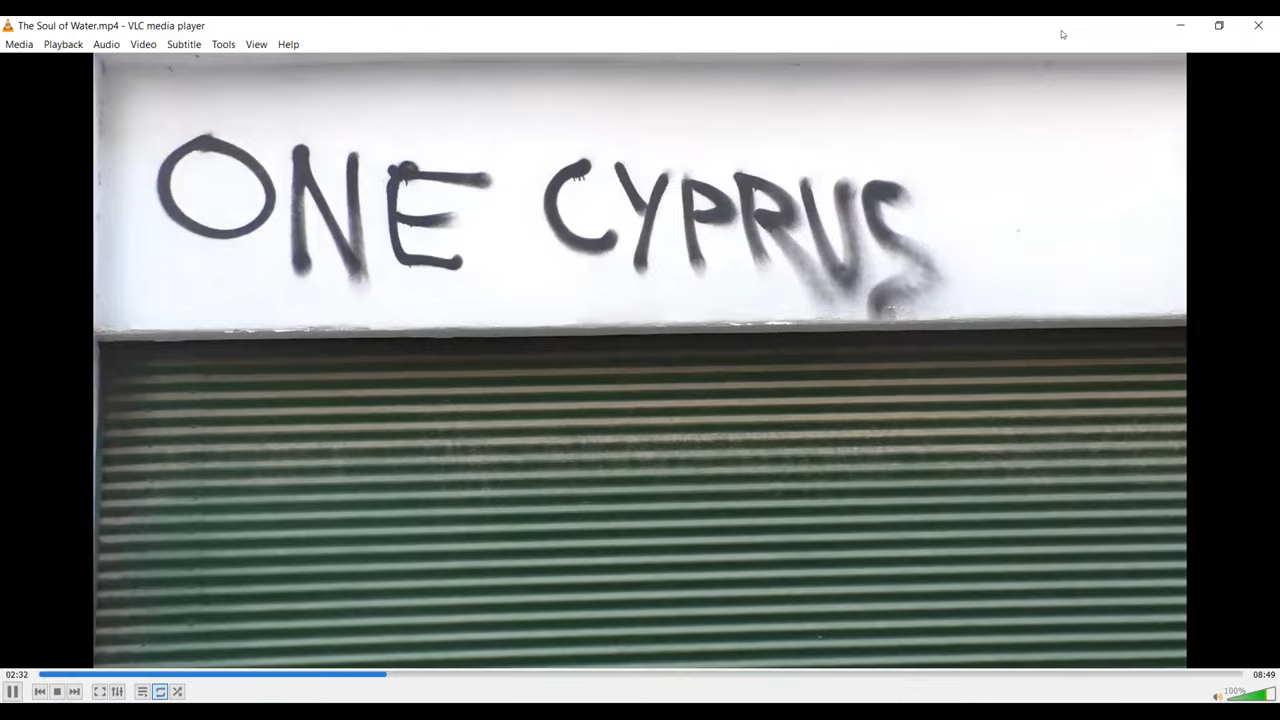 The Soul of Water.mp4 - VLC media player
Media Playback Audio Video Subtitle Tools View Help
ONE CYPRUS
02:32 08:49
100%